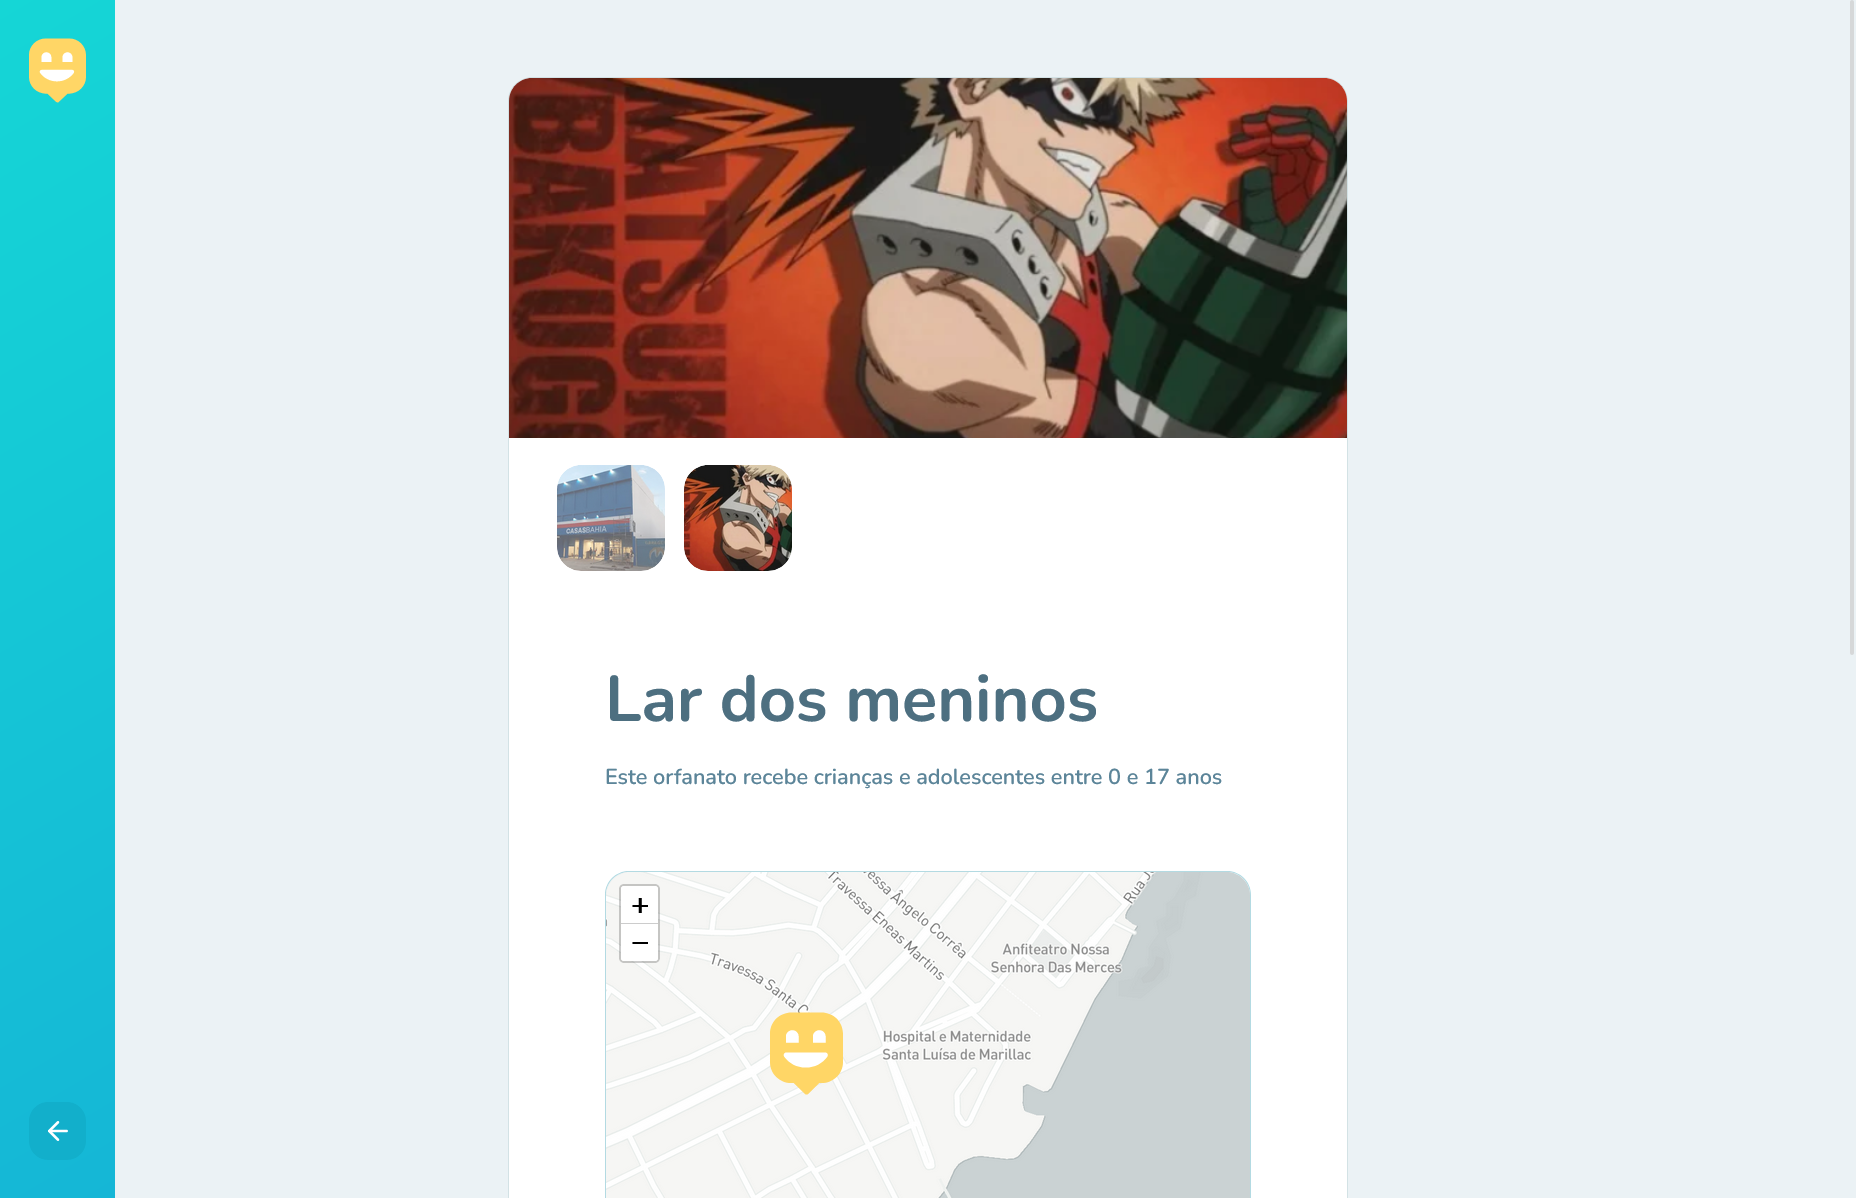 KATSUK
BAKUGO
CASASBAHIA
Lar dos meninos
Este orfanato recebe crianças e adolescentes entre 0 e 17 anos
+
−
Rua J
Travessa Ângelo Corrêa
Travessa Eneas Martins
Anfiteatro Nossa
Senhora Das Merces
Travessa Santa C
Hospital e Maternidade
Santa Luísa de Marillac